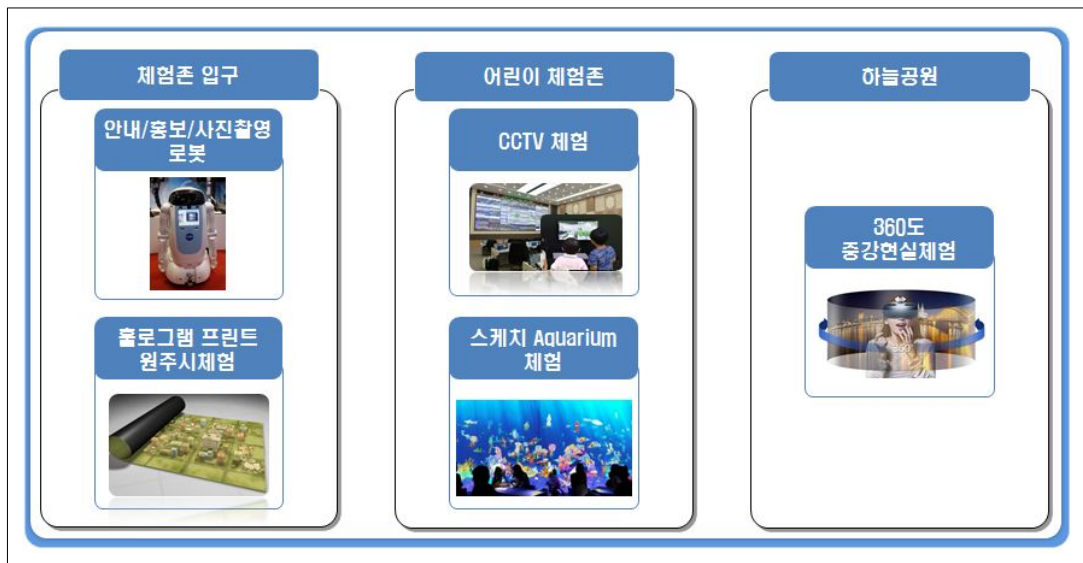 체험존 입구
안내/홍보/사진촬영
로봇
홀로그램 프린트
원주시체험
어린이 체험존
CCTV 체험
스케치 Aquarium
체험
하늘공원
360도
중강현실체험